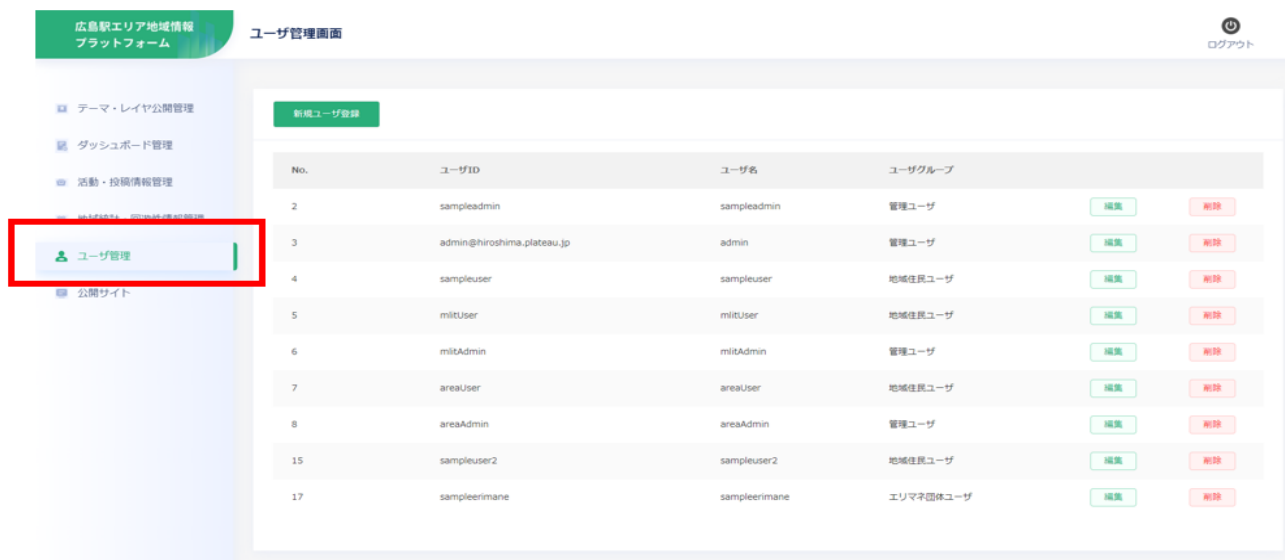 広島駅エリア地域情報
プラットフォーム
ユーザ管理画面
ログアウト
テーマ・レイヤ公開管理
ダッシュボード管理
活動・投稿情報管理
地域統計・回遊性情報管理
ユーザ管理
公開サイト
新規ユーザ登録
No. ユーザID ユーザ名 ユーザグループ
2 sampleadmin sampleadmin 管理ユーザ 編集 削除
3 admin@hiroshima.plateau.jp admin 管理ユーザ 編集 削除
4 sampleuser sampleuser 地域住民ユーザ 編集 削除
5 mlitUser mlitUser 地域住民ユーザ 編集 削除
6 mlitAdmin mlitAdmin 管理ユーザ 編集 削除
7 areaUser areaUser 地域住民ユーザ 編集 削除
8 areaAdmin areaAdmin 管理ユーザ 編集 削除
15 sampleuser2 sampleuser2 地域住民ユーザ 編集 削除
17 sampleerimane sampleerimane エリマネ団体ユーザ 編集 削除